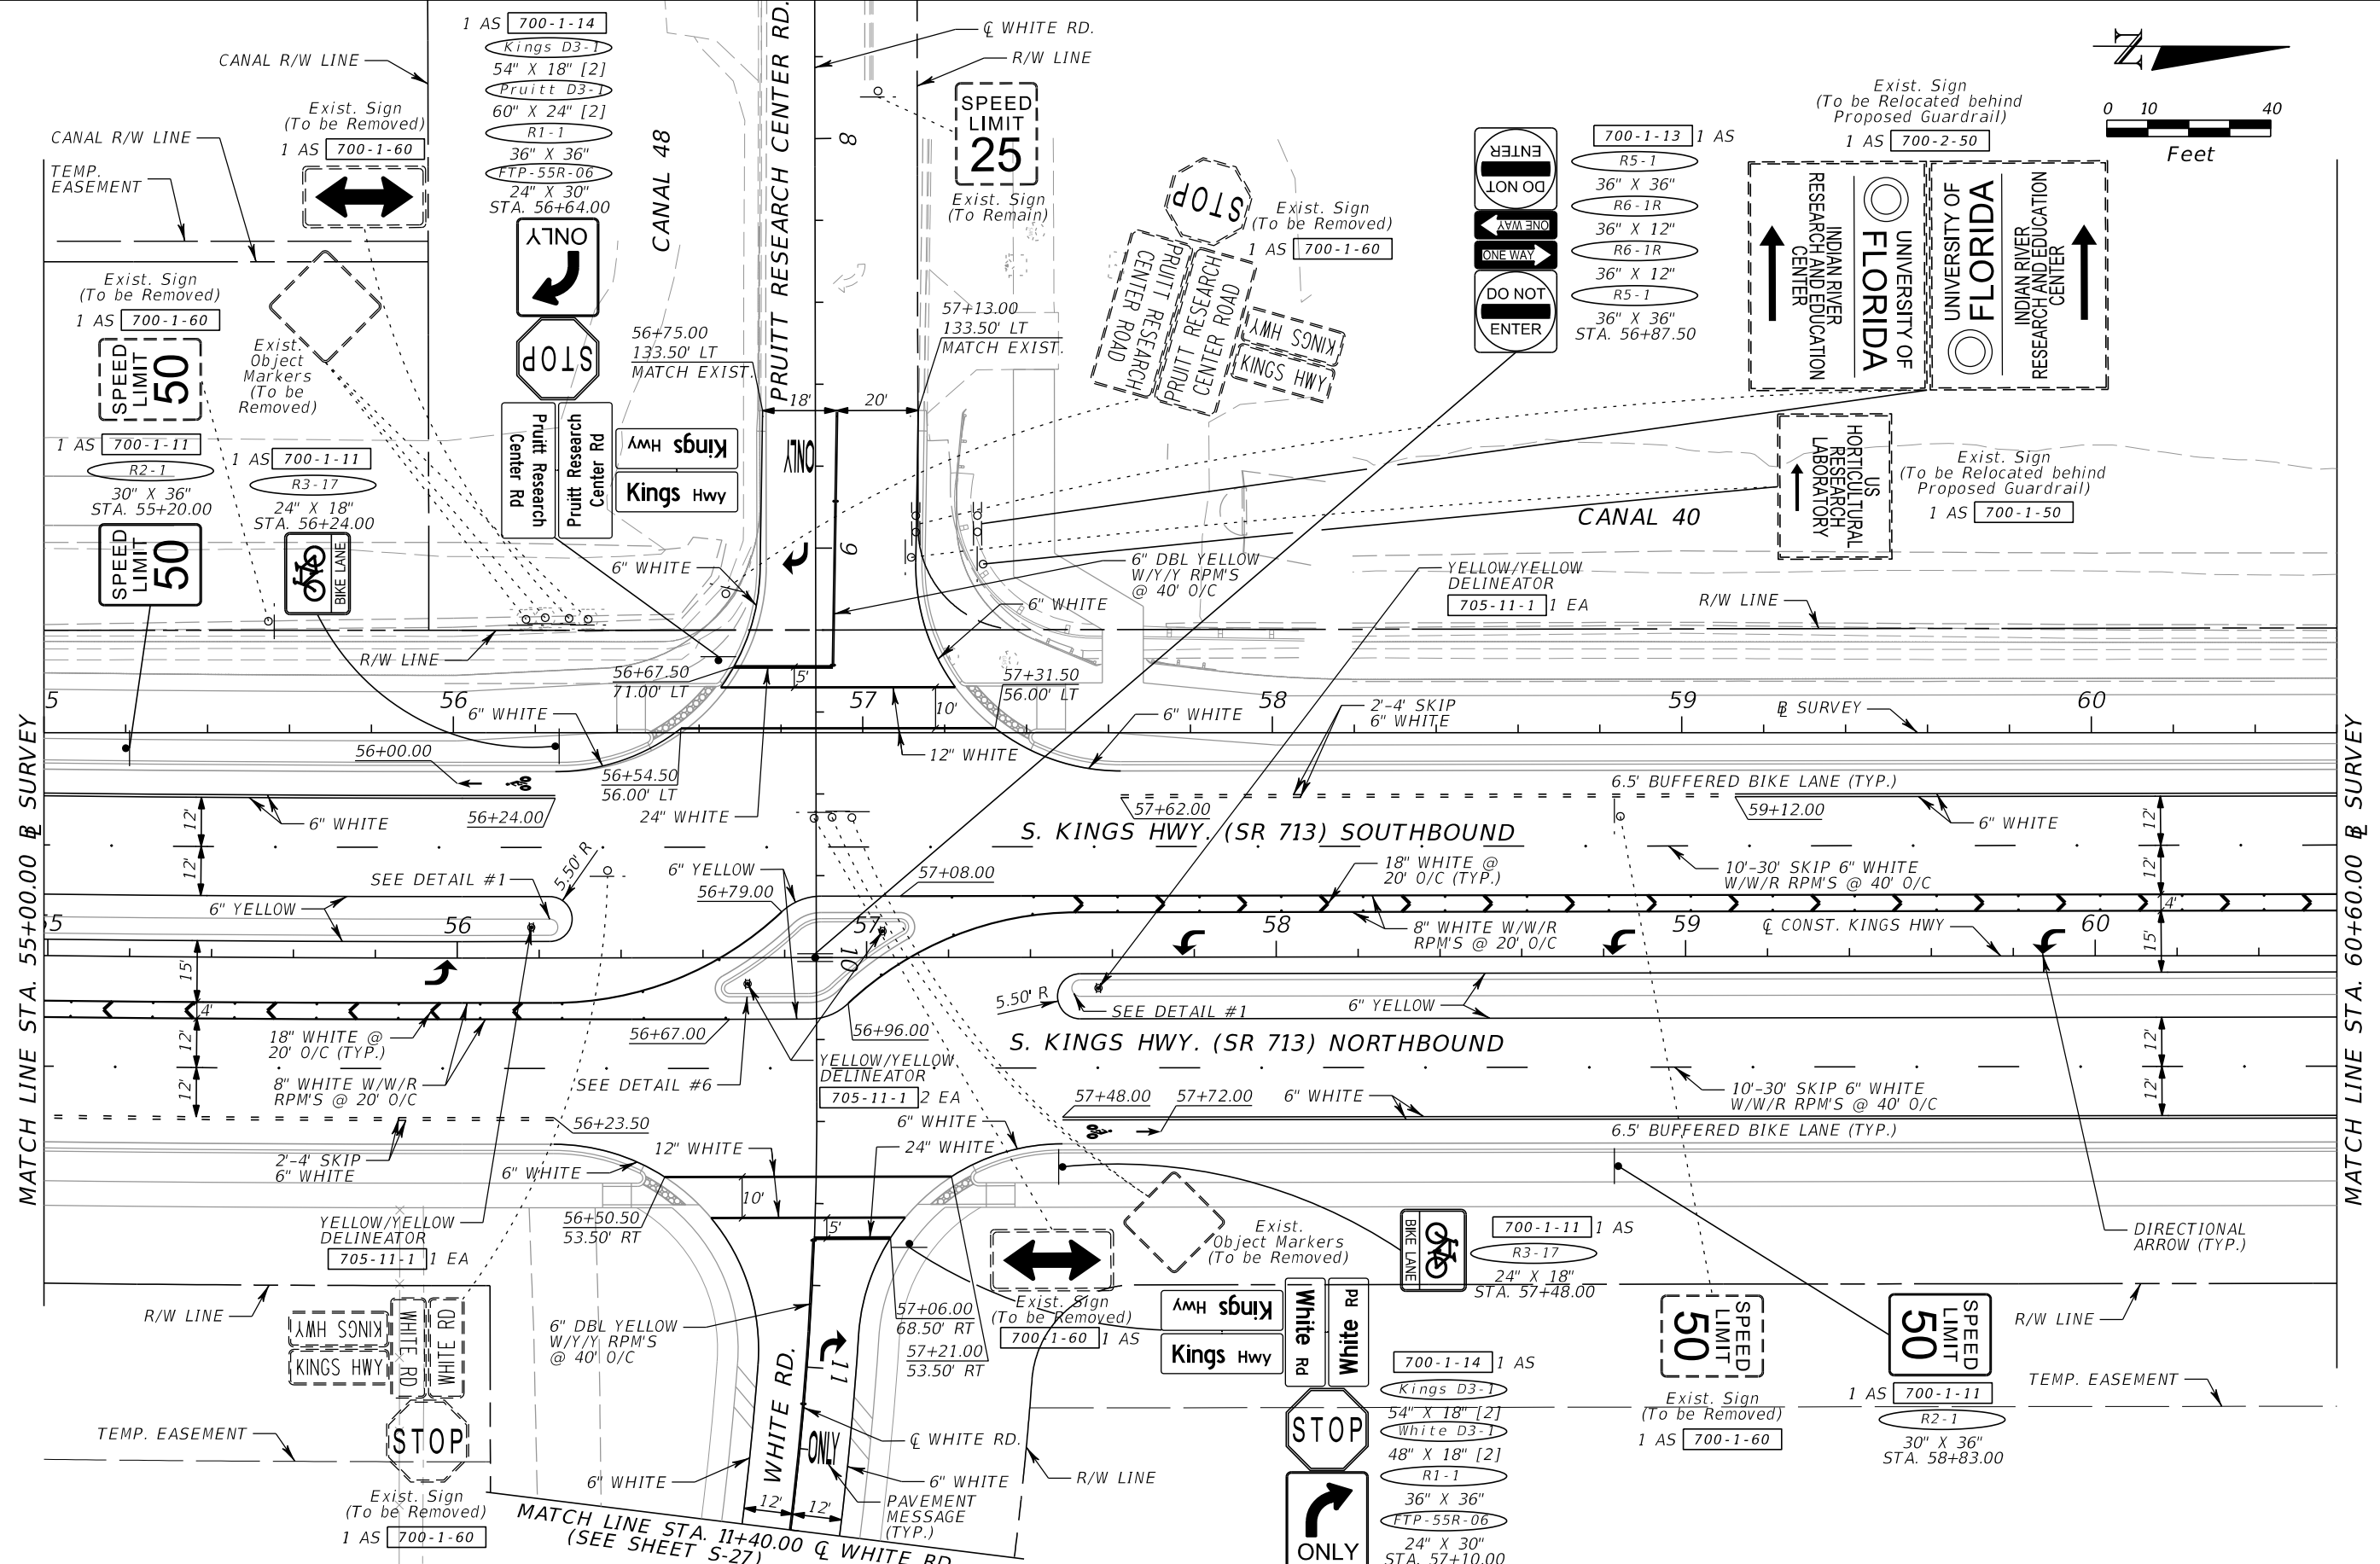 1 AS 700-1-14
Kings D3-1
54" X 18" [2]
Pruitt D3-1
60" X 24" [2]
R1-1
36" X 36"
FTP-55R-06
24" X 30"
STA. 56+64.00
ONLY
STOP
Pruitt Research
Center Rd
Pruitt Research
Center Rd
Kings Hwy
Kings Hwy
CANAL R/W LINE
Exist. Sign
(To be Removed)
1 AS 700-1-60
CANAL R/W LINE
TEMP.
EASEMENT
Exist. Sign
(To be Removed)
1 AS 700-1-60
SPEED
LIMIT
50
Exist.
Object
Markers
(To be
Removed)
1 AS 700-1-11
R2-1
30" X 36"
STA. 55+20.00
SPEED
LIMIT
50
1 AS 700-1-11
R3-17
24" X 18"
STA. 56+24.00
BIKE LANE
CANAL 48
PRUITT RESEARCH CENTER RD.
℄ WHITE RD.
R/W LINE
8
SPEED
LIMIT
25
Exist. Sign
(To Remain)
56+75.00
133.50' LT
MATCH EXIST.
57+13.00
133.50' LT
MATCH EXIST.
18'
20'
ONLY
9
STOP
PRUITT RESEARCH
CENTER ROAD
PRUITT RESEARCH
CENTER ROAD
KINGS HWY
KINGS HWY
Exist. Sign
(To be Removed)
1 AS 700-1-60
DO NOT
ENTER
ONE WAY
ONE WAY
DO NOT
ENTER
700-1-13 1 AS
R5-1
36" X 36"
R6-1R
36" X 12"
R6-1R
36" X 12"
R5-1
36" X 36"
STA. 56+87.50
Exist. Sign
(To be Relocated behind
Proposed Guardrail)
1 AS 700-2-50
UNIVERSITY OF
FLORIDA
INDIAN RIVER
RESEARCH AND EDUCATION
CENTER
UNIVERSITY OF
FLORIDA
INDIAN RIVER
RESEARCH AND EDUCATION
CENTER
N
0 10 40
Feet
US
HORTICULTURAL
RESEARCH
LABORATORY
Exist. Sign
(To be Relocated behind
Proposed Guardrail)
1 AS 700-1-50
CANAL 40
6" WHITE
6" DBL YELLOW
W/Y/Y RPM'S
@ 40' O/C
6" WHITE
YELLOW/YELLOW
DELINEATOR
705-11-1 1 EA
R/W LINE
R/W LINE
56+67.50
71.00' LT
5'
57+31.50
56.00' LT
10'
5 56 57 58 59 60
6" WHITE
56+00.00
56+54.50
56.00' LT
12" WHITE
6" WHITE
2'-4' SKIP
6" WHITE
℄ SURVEY
6.5' BUFFERED BIKE LANE (TYP.)
MATCH LINE STA. 55+00.00 ℄ SURVEY
MATCH LINE STA. 60+60.00 ℄ SURVEY
12'
12'
6" WHITE
56+24.00
24" WHITE
57+62.00
59+12.00
6" WHITE
S. KINGS HWY. (SR 713) SOUTHBOUND
12'
12'
SEE DETAIL #1
5.50' R
6" YELLOW
56+79.00
57+08.00
18" WHITE @
20' O/C (TYP.)
10'-30' SKIP 6" WHITE
W/W/R RPM'S @ 40' O/C
6" YELLOW
8" WHITE W/W/R
RPM'S @ 20' O/C
℄ CONST. KINGS HWY
4'
15'
55 56 57 58 59 60
10
15'
4'
18" WHITE @
20' O/C (TYP.)
56+67.00
56+96.00
5.50' R
SEE DETAIL #1
6" YELLOW
S. KINGS HWY. (SR 713) NORTHBOUND
12'
12'
8" WHITE W/W/R
RPM'S @ 20' O/C
SEE DETAIL #6
YELLOW/YELLOW
DELINEATOR
705-11-1 2 EA
57+48.00
57+72.00
6" WHITE
10'-30' SKIP 6" WHITE
W/W/R RPM'S @ 40' O/C
12'
12'
56+23.50
6" WHITE
6.5' BUFFERED BIKE LANE (TYP.)
2'-4' SKIP
6" WHITE
12" WHITE
24" WHITE
6" WHITE
10'
5'
56+50.50
53.50' RT
YELLOW/YELLOW
DELINEATOR
705-11-1 1 EA
R/W LINE
KINGS HWY
KINGS HWY
WHITE RD
WHITE RD
STOP
TEMP. EASEMENT
Exist. Sign
(To be Removed)
1 AS 700-1-60
6" DBL YELLOW
W/Y/Y RPM'S
@ 40' O/C
57+06.00
68.50' RT
57+21.00
53.50' RT
Exist. Sign
(To be Removed)
700-1-60 1 AS
Exist.
Object Markers
(To be Removed)
BIKE LANE
700-1-11 1 AS
R3-17
24" X 18"
STA. 57+48.00
DIRECTIONAL
ARROW (TYP.)
WHITE RD.
11
ONLY
℄ WHITE RD.
6" WHITE
6" WHITE
PAVEMENT
MESSAGE
(TYP.)
R/W LINE
12'
12'
MATCH LINE STA. 11+40.00 ℄ WHITE RD.
(SEE SHEET S-27)
Kings Hwy
Kings Hwy
White Rd
White Rd
STOP
ONLY
700-1-14 1 AS
Kings D3-1
54" X 18" [2]
White D3-1
48" X 18" [2]
R1-1
36" X 36"
FTP-55R-06
24" X 30"
STA. 57+10.00
SPEED
LIMIT
50
Exist. Sign
(To be Removed)
1 AS 700-1-60
SPEED
LIMIT
50
1 AS 700-1-11
R2-1
30" X 36"
STA. 58+83.00
R/W LINE
TEMP. EASEMENT